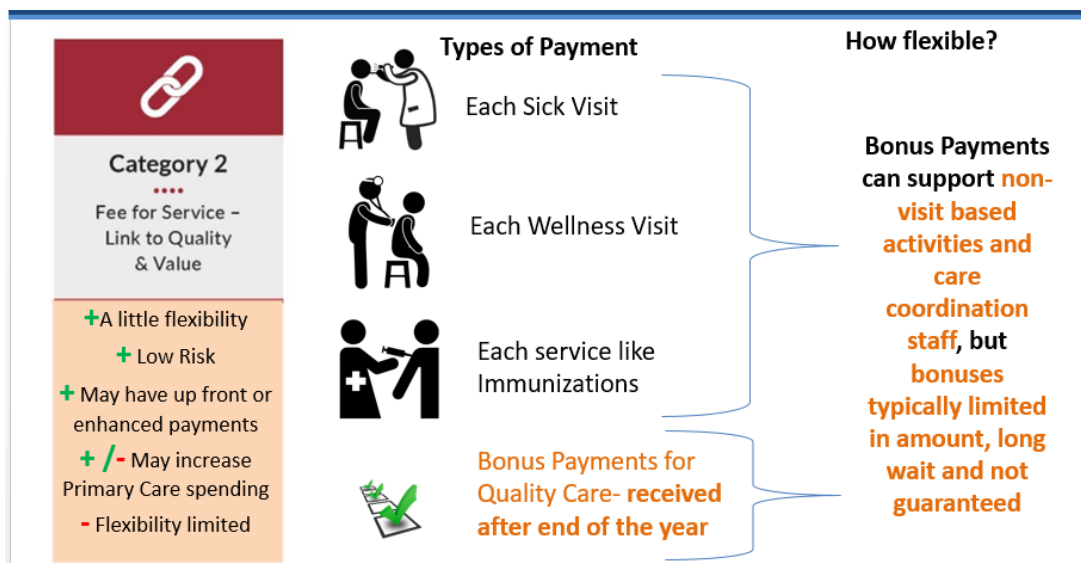 Category 2
Fee for Service –
Link to Quality
& Value
+A little flexibility
+ Low Risk
+ May have up front or
enhanced payments
+ /- May increase
Primary Care spending
- Flexibility limited
Types of Payment
Each Sick Visit
Each Wellness Visit
Each service like
Immunizations
Bonus Payments for
Quality Care- received
after end of the year
How flexible?
Bonus Payments
can support non-
visit based
activities and
care
coordination
staff, but
bonuses
typically limited
in amount, long
wait and not
guaranteed